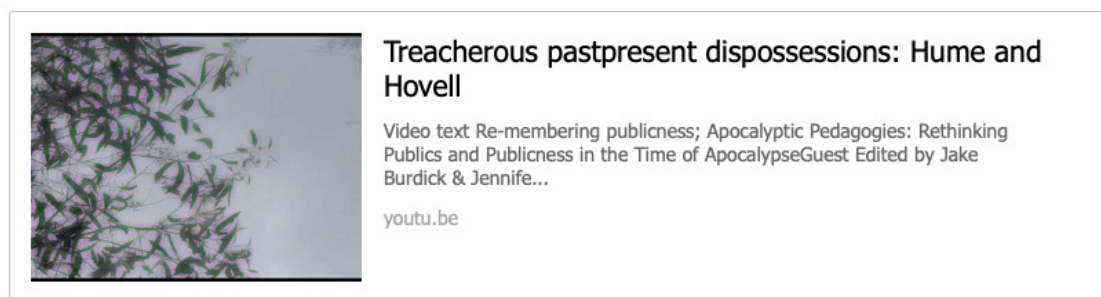 Treacherous pastpresent dispossessions: Hume and
Hovell
Video text Re-membering publicness; Apocalyptic Pedagogies: Rethinking
Publics and Publicness in the Time of ApocalypseGuest Edited by Jake
Burdick & Jennife...
youtu.be